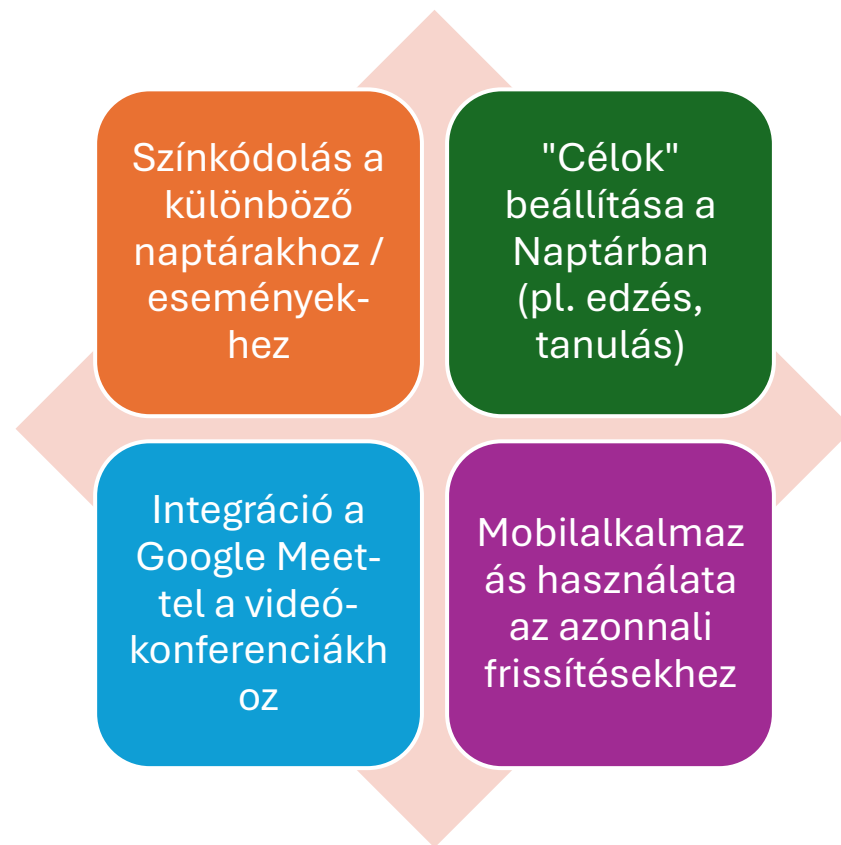 Színkódolás a
különböző
naptárakhoz /
események-
hez
"Célok"
beállítása a
Naptárban
(pl. edzés,
tanulás)
Integráció a
Google Meet-
tel a videó-
konferenciákh
oz
Mobilalkalmaz
ás használata
az azonnali
frissítésekhez